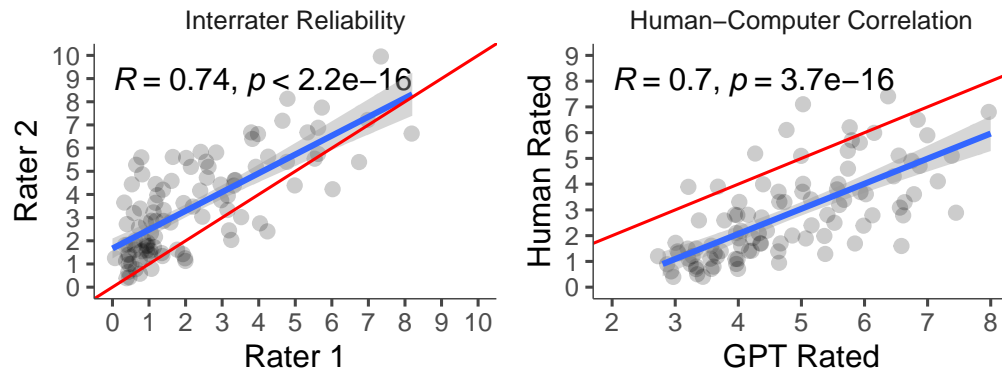 Interrater Reliability
R = 0.74, p < 2.2e−16
10
9
8
7
6
5
4
3
2
1
0
Rater 2
0 1 2 3 4 5 6 7 8 9 10
Rater 1
Human−Computer Correlation
R = 0.7, p = 3.7e−16
9
8
7
6
5
4
3
2
1
0
Human Rated
2 3 4 5 6 7 8
GPT Rated